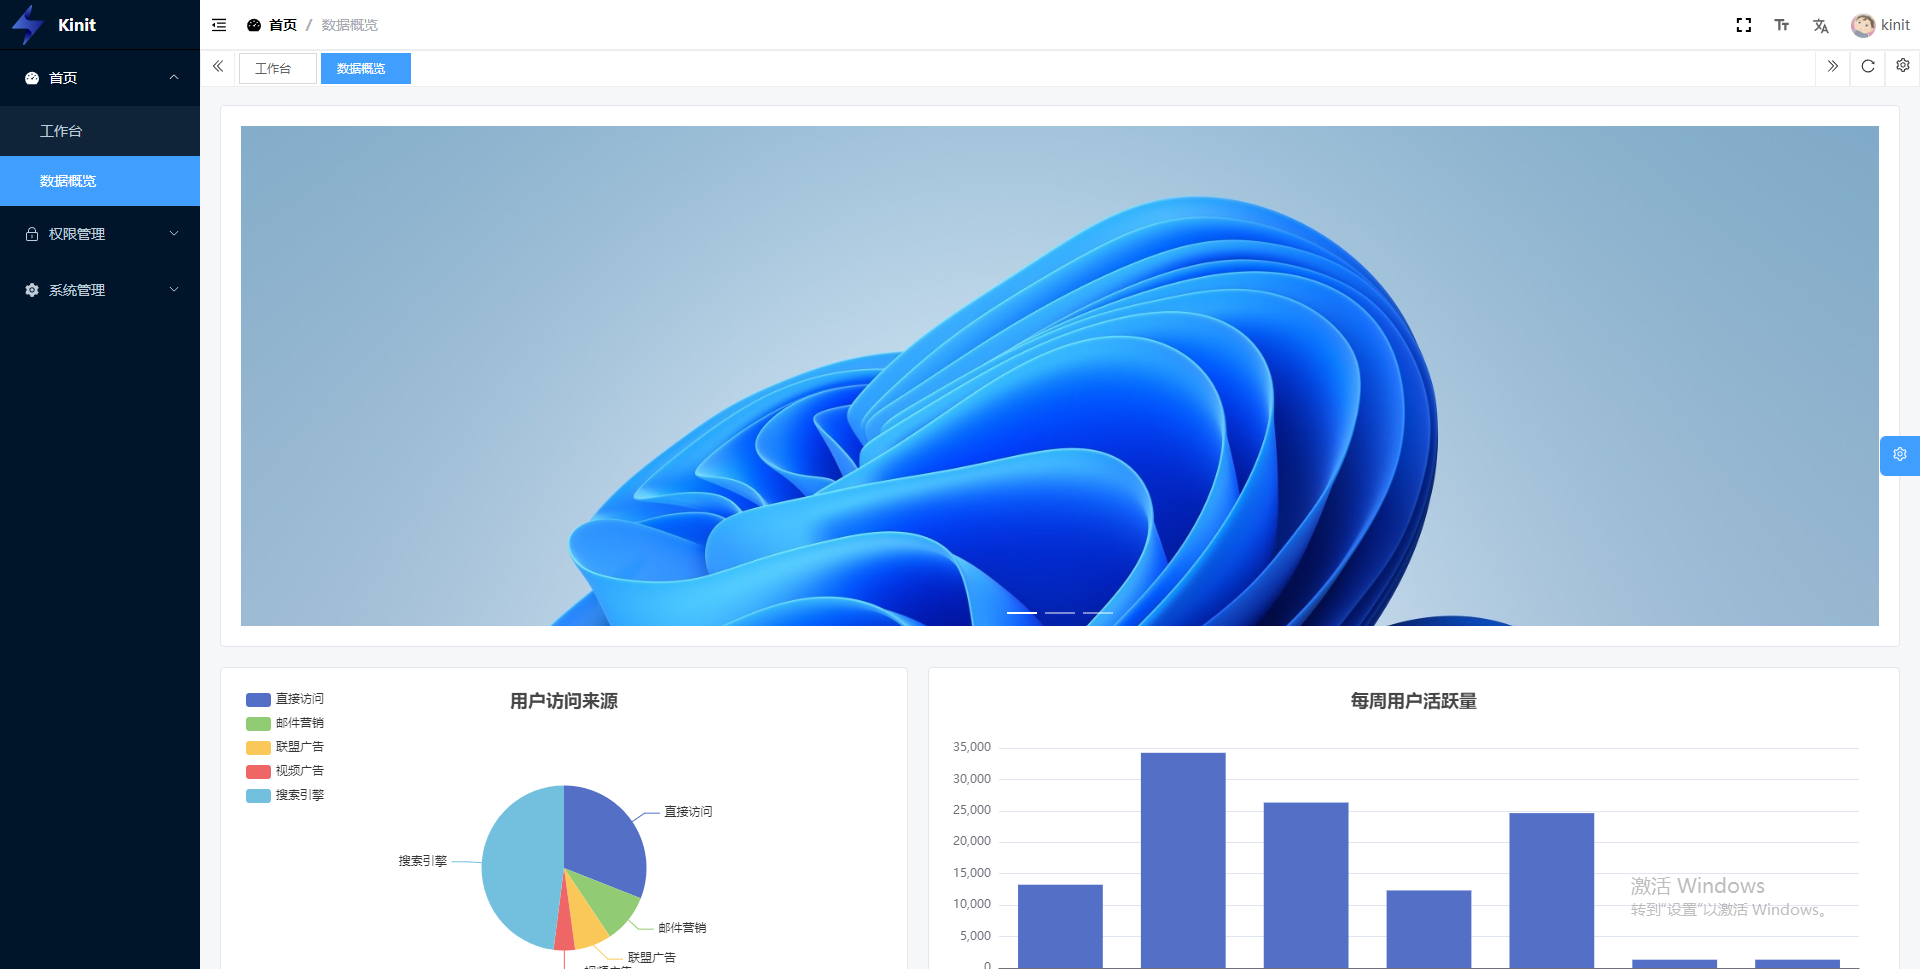 Kinit
首页 / 数据概览
kinit
首页
工作台
数据概览
权限管理
系统管理
工作台
数据概览
用户访问来源
直接访问
邮件营销
联盟广告
视频广告
搜索引擎
直接访问
搜索引擎
邮件营销
联盟广告
视频广告
每周用户活跃量
35,000
30,000
25,000
20,000
15,000
10,000
5,000
0
激活 Windows
转到"设置"以激活 Windows。